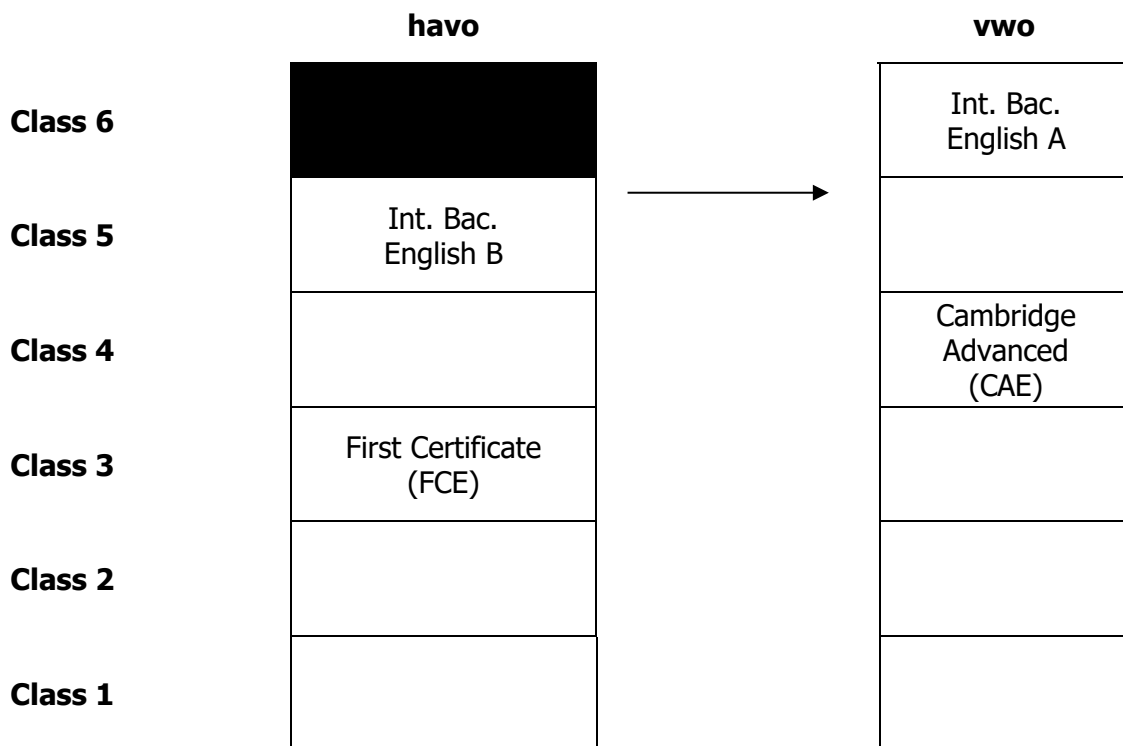 havo
vwo
Class 6
Int. Bac.
English A
Class 5
Int. Bac.
English B
Class 4
Cambridge
Advanced
(CAE)
Class 3
First Certificate
(FCE)
Class 2
Class 1